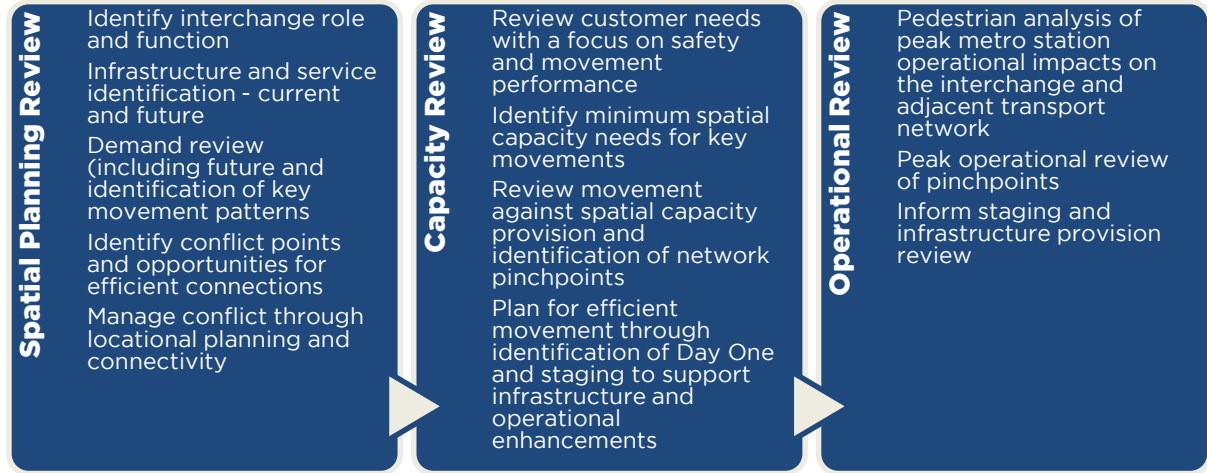 Spatial Planning Review
Identify interchange role
and function
Infrastructure and service
identification - current
and future
Demand review
(including future and
identification of key
movement patterns
Identify conflict points
and opportunities for
efficient connections
Manage conflict through
locational planning and
connectivity
Capacity Review
Review customer needs
with a focus on safety
and movement
performance
Identify minimum spatial
capacity needs for key
movements
Review movement
against spatial capacity
provision and
identification of network
pinchpoints
Plan for efficient
movement through
identification of Day One
and staging to support
infrastructure and
operational
enhancements
Operational Review
Pedestrian analysis of
peak metro station
operational impacts on
the interchange and
adjacent transport
network
Peak operational review
of pinchpoints
Inform staging and
infrastructure provision
review